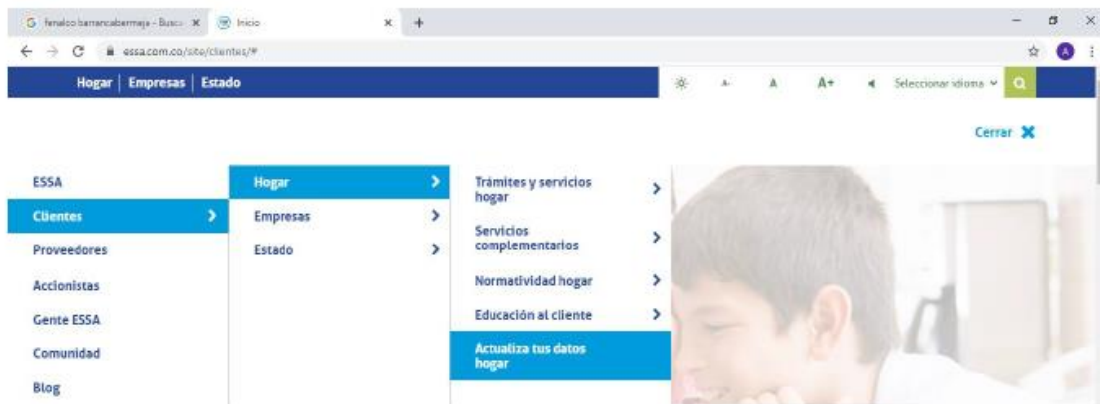 fenalco barrancabermeja - Busc
Inicio
essa.com.co/site/clientes/#
A
Hogar | Empresas | Estado
A-
A
A+
Seleccionar idioma
Cerrar
ESSA
Clientes
Proveedores
Accionistas
Gente ESSA
Comunidad
Blog
Hogar
Empresas
Estado
Trámites y servicios
hogar
Servicios
complementarios
Normatividad hogar
Educación al cliente
Actualiza tus datos
hogar